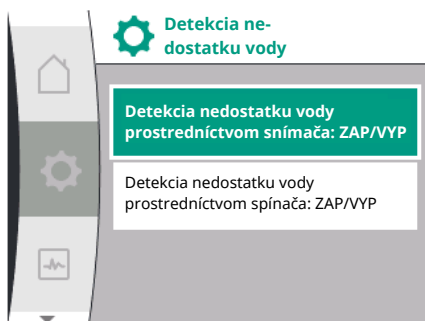 Detekcia ne-
dostatku vody
Detekcia nedostatku vody
prostredníctvom snímača: ZAP/VYP
Detekcia nedostatku vody
prostredníctvom spínača: ZAP/VYP